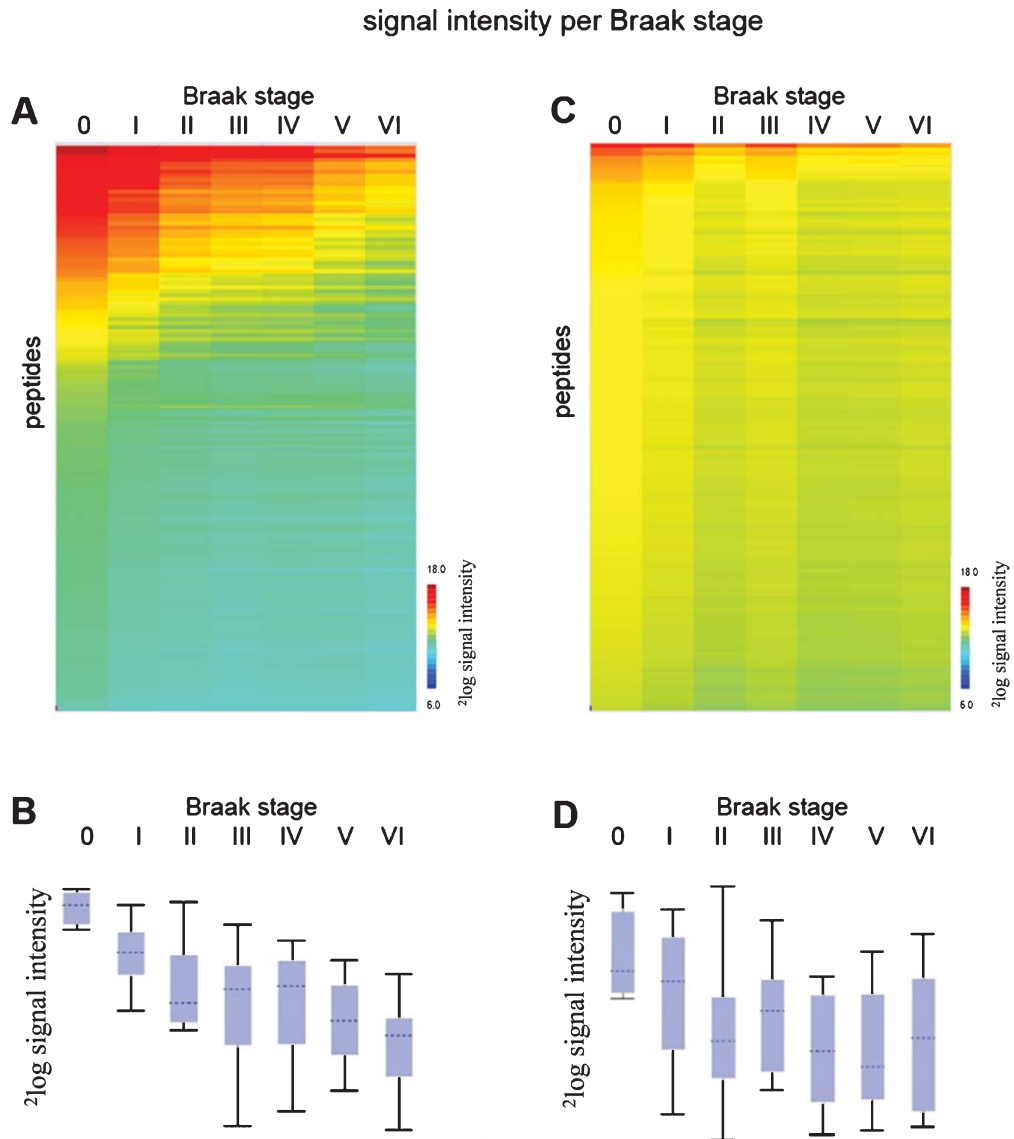 signal intensity per Braak stage
A
Braak stage
0 I II III IV V VI
peptides
18.0
6.0
²log signal intensity
C
Braak stage
0 I II III IV V VI
peptides
18.0
6.0
²log signal intensity
B
Braak stage
0 I II III IV V VI
²log signal intensity
D
Braak stage
0 I II III IV V VI
²log signal intensity